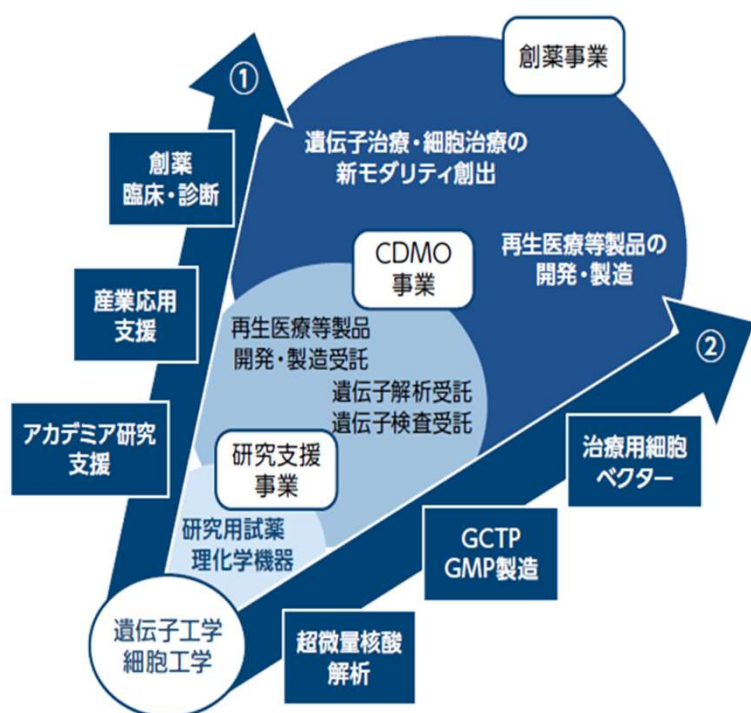 創薬事業
①
遺伝子治療・細胞治療の
新モダリティ創出
創薬
臨床・診断
再生医療等製品の
開発・製造
CDMO
事業
産業応用
支援
再生医療等製品
開発・製造受託
遺伝子解析受託
遺伝子検査受託
②
アカデミア研究
支援
研究支援
事業
治療用細胞
ベクター
研究用試薬
理化学機器
GCTP
GMP製造
遺伝子工学
細胞工学
超微量核酸
解析